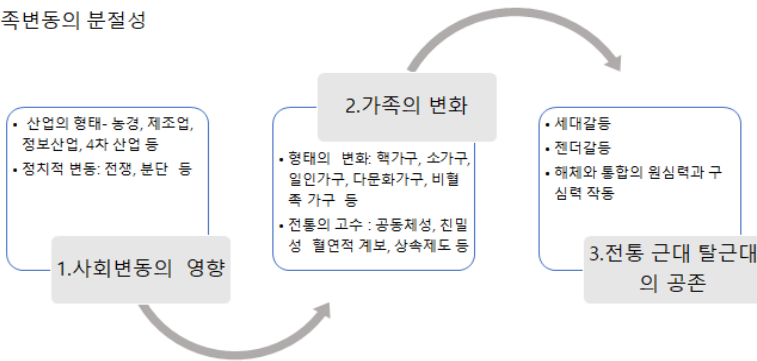 족변동의 분절성
• 산업의 형태- 농경, 제조업,
정보산업, 4차 산업 등
• 정치적 변동: 전쟁, 분단 등
1.사회변동의 영향
2.가족의 변화
• 형태의 변화: 핵가구, 소가구,
일인가구, 다문화가구, 비혈
족 가구 등
• 전통의 고수 : 공동체성, 친밀
성 혈연적 계보, 상속제도 등
• 세대갈등
• 젠더갈등
• 해체와 통합의 원심력과 구
심력 작동
3.전통 근대 탈근대
의 공존